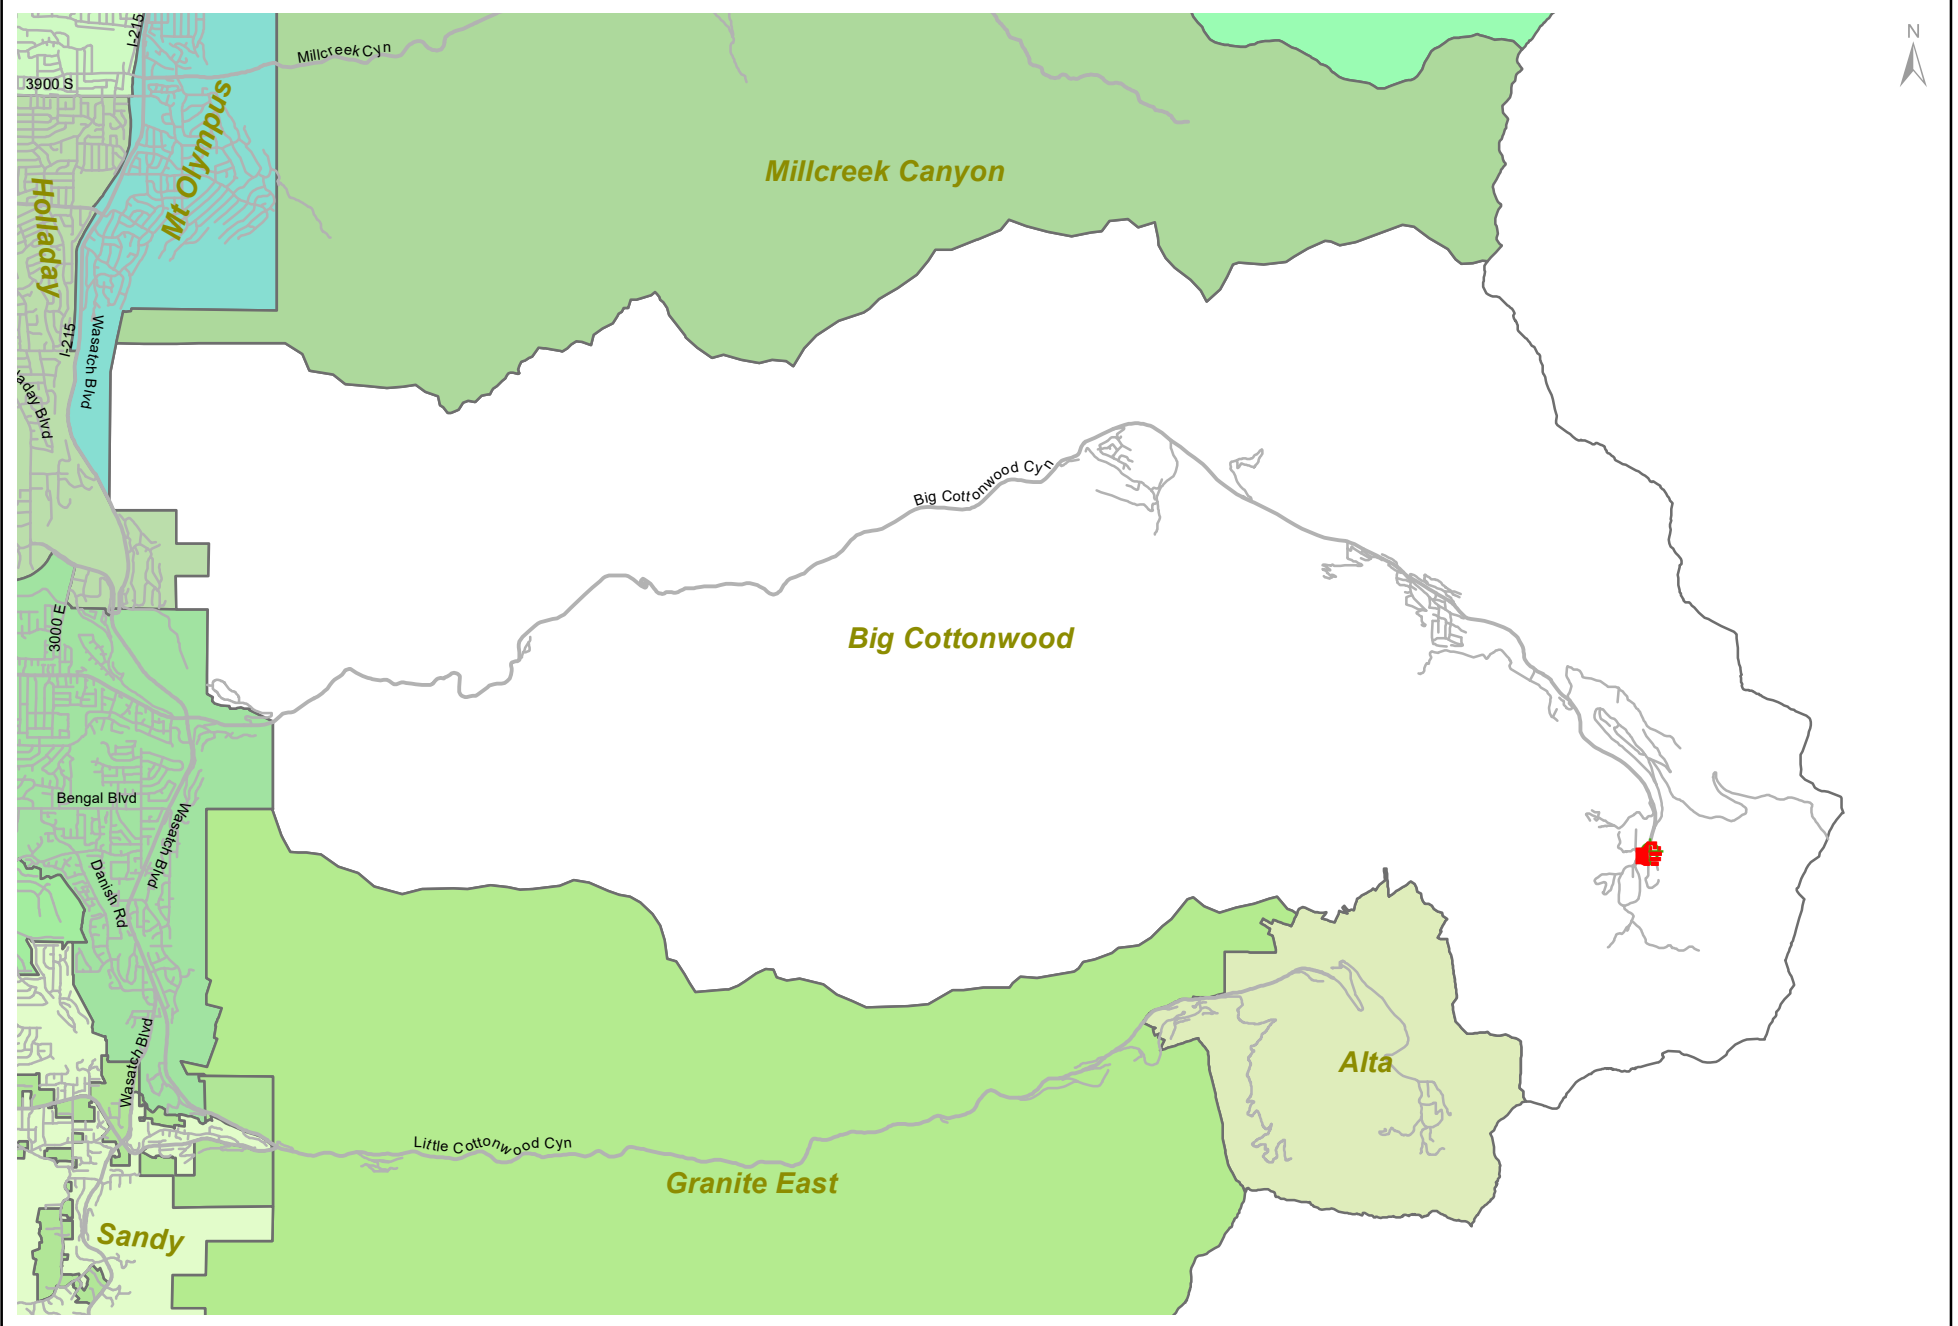 N
I-215
Millcreek Cyn
3900 S
Mt Olympus
Millcreek Canyon
Holladay
I-215
Wasatch Blvd
aday Blvd
Big Cottonwood Cyn
3000 E
Big Cottonwood
Bengal Blvd
Wasatch Blvd
Danish Rd
Wasatch Blvd
Alta
Little Cottonwood Cyn
Granite East
Sandy